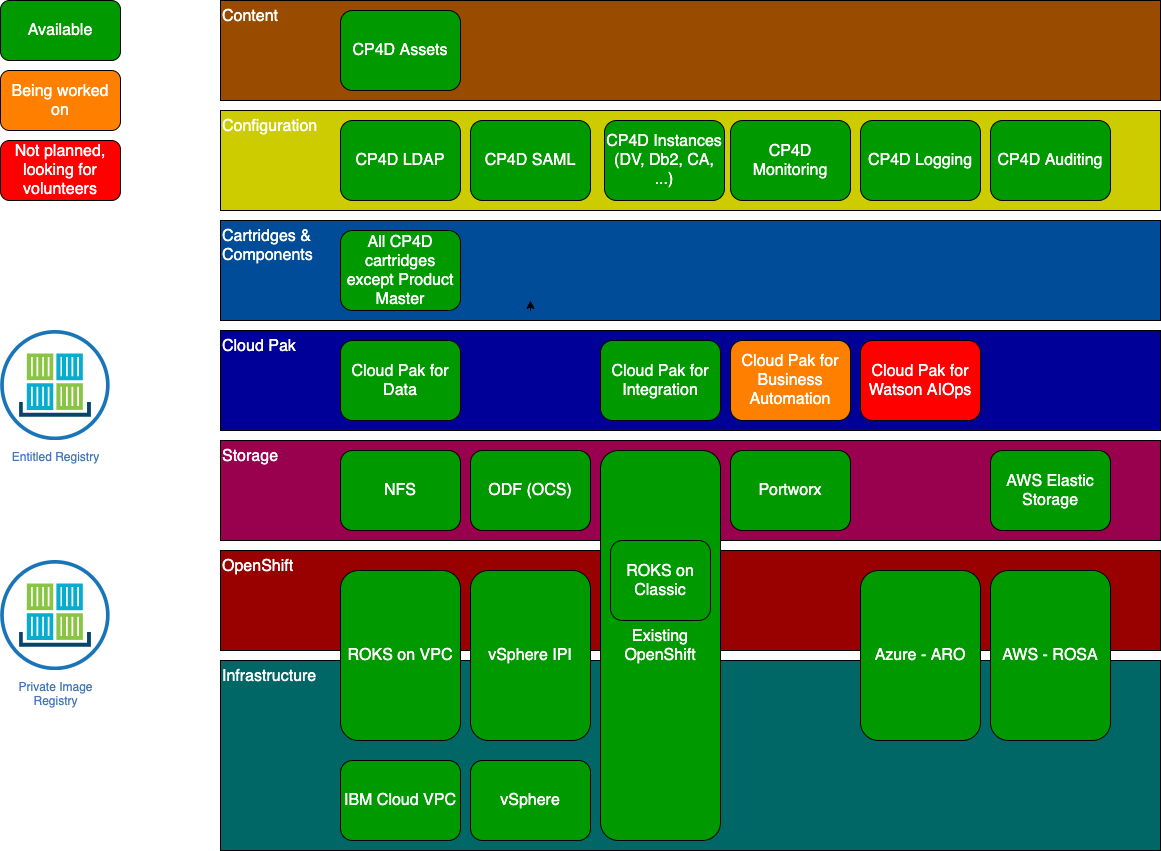 Available
Being worked
on
Not planned,
looking for
volunteers
Content
CP4D Assets
Configuration
CP4D LDAP
CP4D SAML
CP4D Instances
(DV, Db2, CA,
...)
CP4D
Monitoring
CP4D Logging
CP4D Auditing
Cartridges &
Components
All CP4D
cartridges
except Product
Master
Cloud Pak
Cloud Pak for
Data
Cloud Pak for
Integration
Cloud Pak for
Business
Automation
Cloud Pak for
Watson AIOps
Entitled Registry
Storage
NFS
ODF (OCS)
Portworx
AWS Elastic
Storage
OpenShift
ROKS on
Classic
Existing
OpenShift
ROKS on VPC
vSphere IPI
Azure - ARO
AWS - ROSA
Private Image
Registry
Infrastructure
IBM Cloud VPC
vSphere